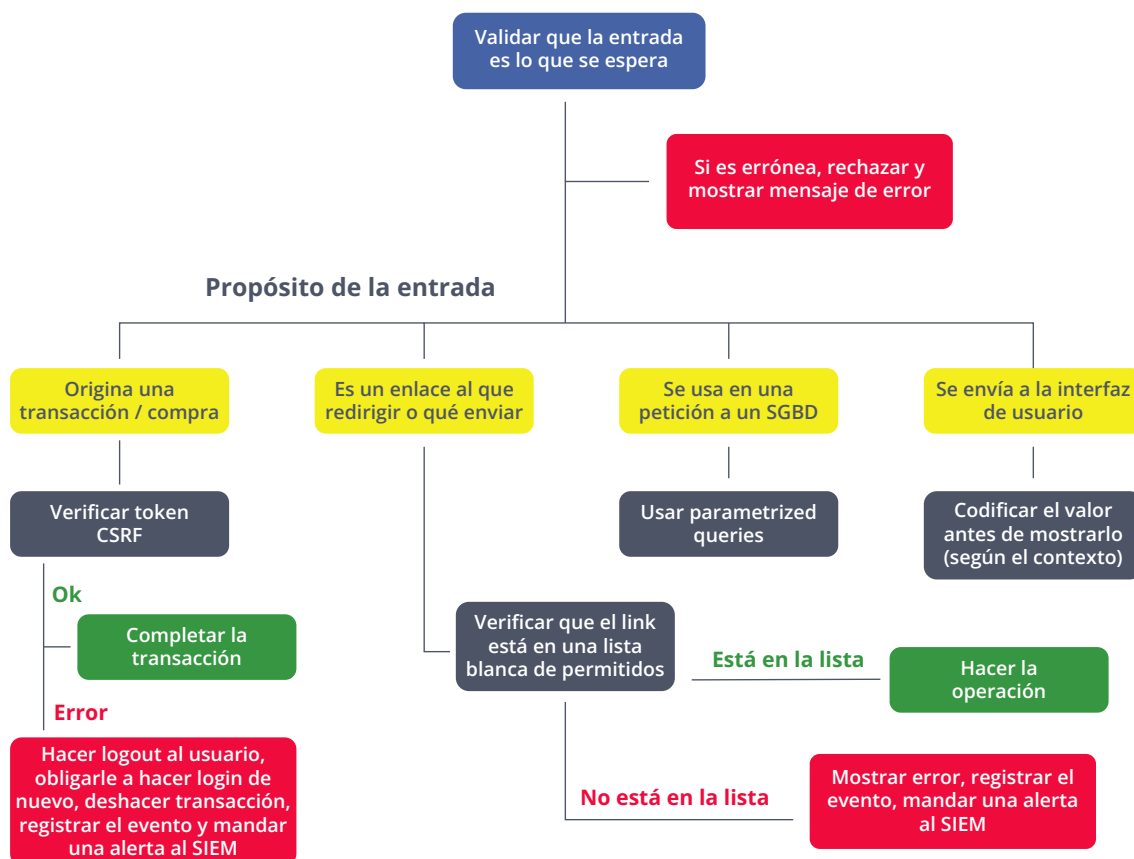 Validar que la entrada
es lo que se espera
Si es errónea, rechazar y
mostrar mensaje de error
Propósito de la entrada
Origina una
transacción / compra
Es un enlace al que
redirigir o qué enviar
Se usa en una
petición a un SGBD
Se envía a la interfaz
de usuario
Verificar token
CSRF
Usar parametrized
queries
Codificar el valor
antes de mostrarlo
(según el contexto)
Ok
Completar la
transacción
Verificar que el link
está en una lista
blanca de permitidos
Está en la lista
Hacer la
operación
Error
Hacer logout al usuario,
obligarle a hacer login de
nuevo, deshacer transacción,
registrar el evento y mandar
una alerta al SIEM
No está en la lista
Mostrar error, registrar el
evento, mandar una alerta
al SIEM